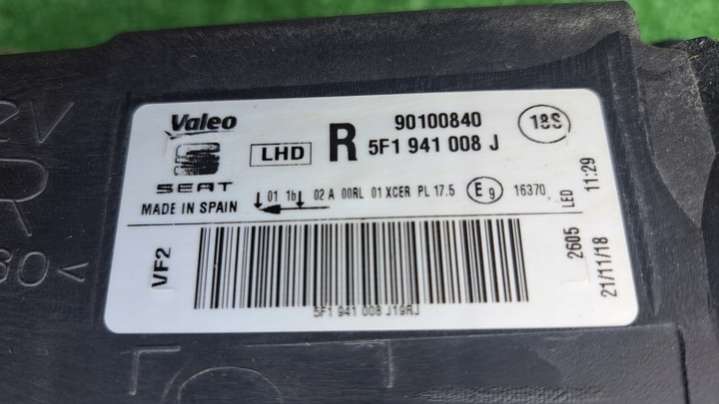 Valeo
90100840
18S
SEAT
LHD
R
5F1 941 008 J
MADE IN SPAIN
01 1b 02 A 00RL 01 XCER PL 17.5 E9 16370
LED
11:29
VF2
2605
21/11/18
5F1 941 008 J19RJ